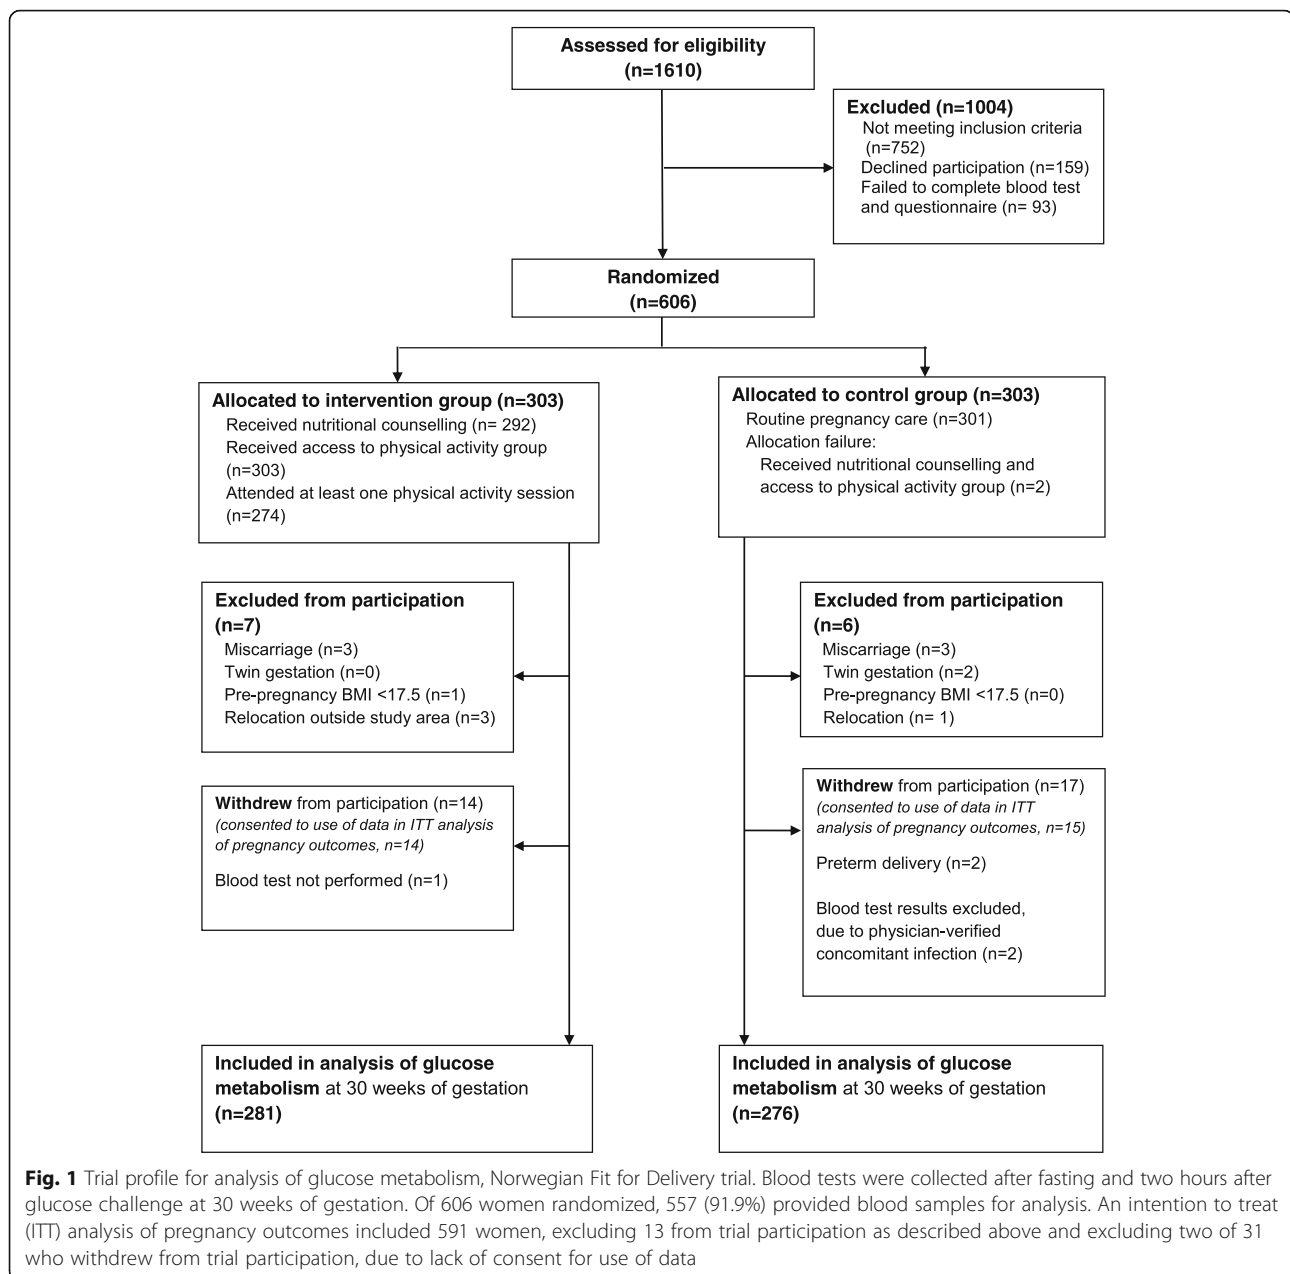 Assessed for eligibility
(n=1610)
Excluded (n=1004)
Not meeting inclusion criteria
(n=752)
Declined participation (n=159)
Failed to complete blood test
and questionnaire (n= 93)
Randomized
(n=606)
Allocated to intervention group (n=303)
Received nutritional counselling (n= 292)
Received access to physical activity group
(n=303)
Attended at least one physical activity session
(n=274)
Allocated to control group (n=303)
Routine pregnancy care (n=301)
Allocation failure:
Received nutritional counselling and
access to physical activity group (n=2)
Excluded from participation
(n=7)
Miscarriage (n=3)
Twin gestation (n=0)
Pre-pregnancy BMI <17.5 (n=1)
Relocation outside study area (n=3)
Excluded from participation
(n=6)
Miscarriage (n=3)
Twin gestation (n=2)
Pre-pregnancy BMI <17.5 (n=0)
Relocation (n= 1)
Withdrew from participation (n=14)
(consented to use of data in ITT analysis
of pregnancy outcomes, n=14)
Blood test not performed (n=1)
Withdrew from participation (n=17)
(consented to use of data in ITT
analysis of pregnancy outcomes, n=15)
Preterm delivery (n=2)
Blood test results excluded,
due to physician-verified
concomitant infection (n=2)
Included in analysis of glucose
metabolism at 30 weeks of gestation
(n=281)
Included in analysis of glucose
metabolism at 30 weeks of gestation
(n=276)
Fig. 1 Trial profile for analysis of glucose metabolism, Norwegian Fit for Delivery trial. Blood tests were collected after fasting and two hours after
glucose challenge at 30 weeks of gestation. Of 606 women randomized, 557 (91.9%) provided blood samples for analysis. An intention to treat
(ITT) analysis of pregnancy outcomes included 591 women, excluding 13 from trial participation as described above and excluding two of 31
who withdrew from trial participation, due to lack of consent for use of data